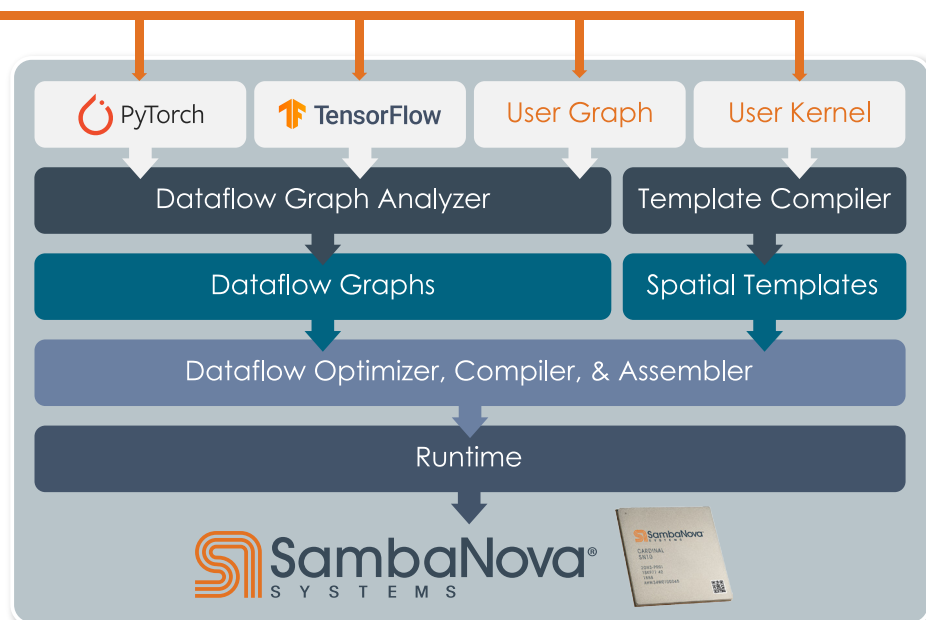 PyTorch
TensorFlow
User Graph
User Kernel
Dataflow Graph Analyzer
Template Compiler
Dataflow Graphs
Spatial Templates
Dataflow Optimizer, Compiler, & Assembler
Runtime
SambaNova®
SYSTEMS
SambaNova
SYSTEMS
CARDINAL
SN10